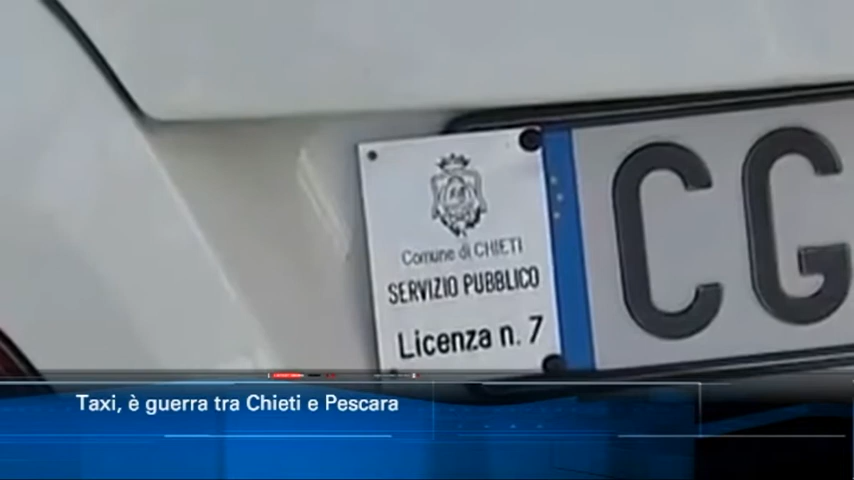 Comune di CHIETI
SERVIZIO PUBBLICO
Licenza n. 7
CG
Taxi, è guerra tra Chieti e Pescara